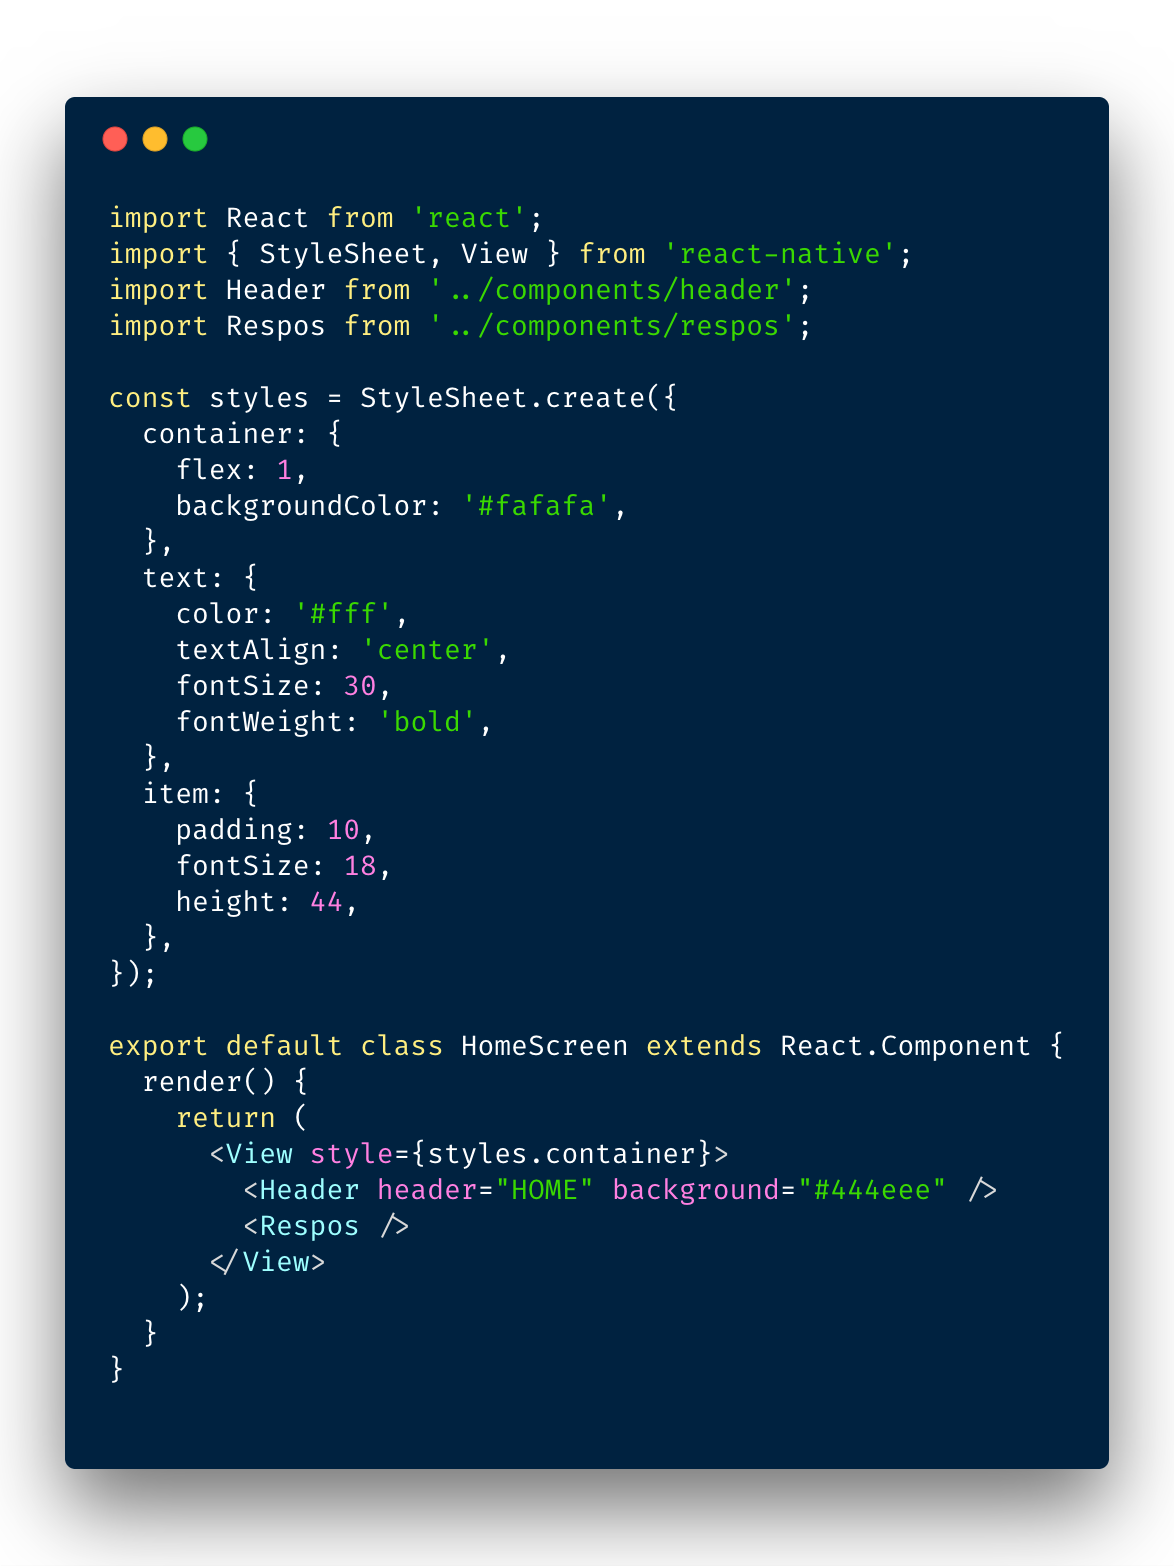 import React from 'react';
import { StyleSheet, View } from 'react-native';
import Header from '../components/header';
import Respos from '../components/respos';

const styles = StyleSheet.create({
  container: {
    flex: 1,
    backgroundColor: '#fafafa',
  },
  text: {
    color: '#fff',
    textAlign: 'center',
    fontSize: 30,
    fontWeight: 'bold',
  },
  item: {
    padding: 10,
    fontSize: 18,
    height: 44,
  },
});

export default class HomeScreen extends React.Component {
  render() {
    return (
      <View style={styles.container}>
        <Header header="HOME" background="#444eee" />
        <Respos />
      </View>
    );
  }
}